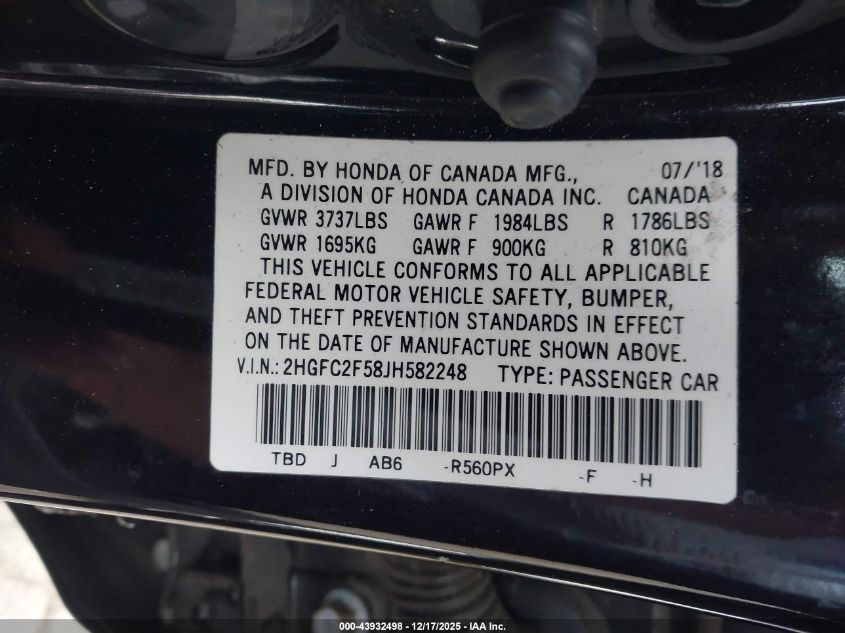 MFD. BY HONDA OF CANADA MFG., 07/'18
A DIVISION OF HONDA CANADA INC. CANADA
GVWR 3737LBS GAWR F 1984LBS R 1786LBS
GVWR 1695KG GAWR F 900KG R 810KG
THIS VEHICLE CONFORMS TO ALL APPLICABLE
FEDERAL MOTOR VEHICLE SAFETY, BUMPER,
AND THEFT PREVENTION STANDARDS IN EFFECT
ON THE DATE OF MANUFACTURE SHOWN ABOVE.
V.I.N.: 2HGFC2F58JH582248 TYPE: PASSENGER CAR
TBD J AB6 -R560PX -F -H
000-43932498 - 12/17/2025 - IAA Inc.